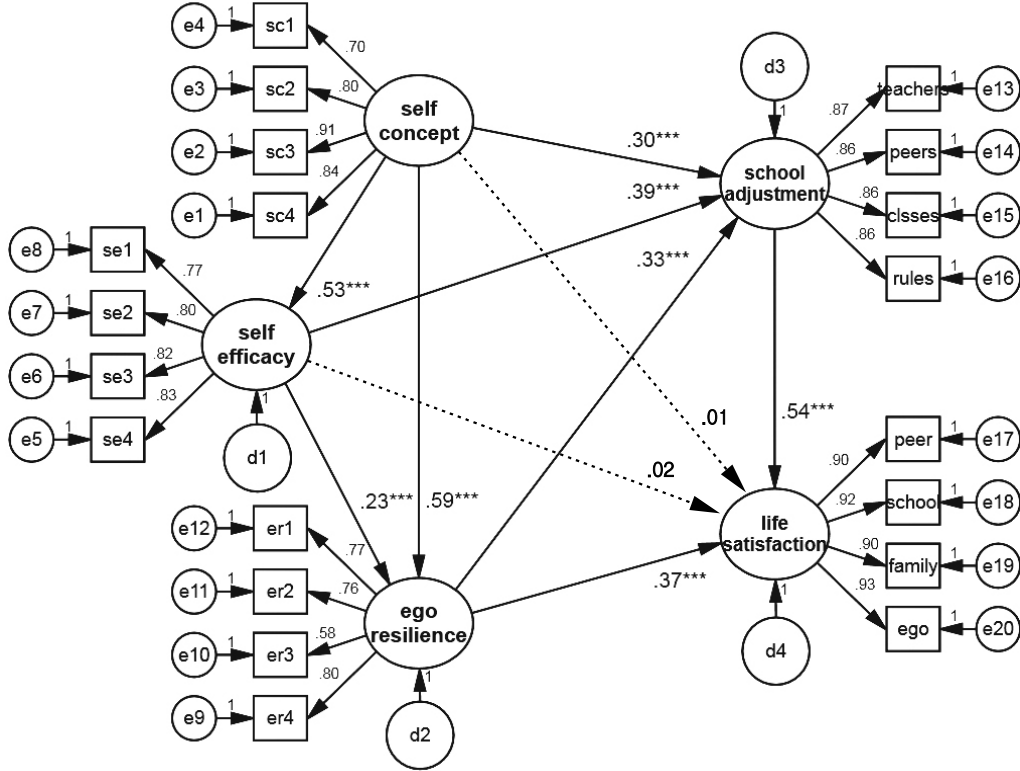 e4
1
sc1
.70
e3
1
sc2
.80
e2
1
sc3
.91
e1
1
sc4
.84
self
concept
e8
1
se1
.77
e7
1
se2
.80
e6
1
se3
.82
e5
1
se4
.83
self
efficacy
1
d1
.53***
.23***
.59***
e12
1
er1
.77
e11
1
er2
.76
e10
1
er3
.58
e9
1
er4
.80
ego
resilience
1
d2
.30***
.39***
.33***
.01
.02
.37***
.54***
d3
1
school
adjustment
.87
teachers
1
e13
.86
peers
1
e14
.86
clsses
1
e15
.86
rules
1
e16
life
satisfaction
1
d4
.90
peer
1
e17
.92
school
1
e18
.90
family
1
e19
.93
ego
1
e20